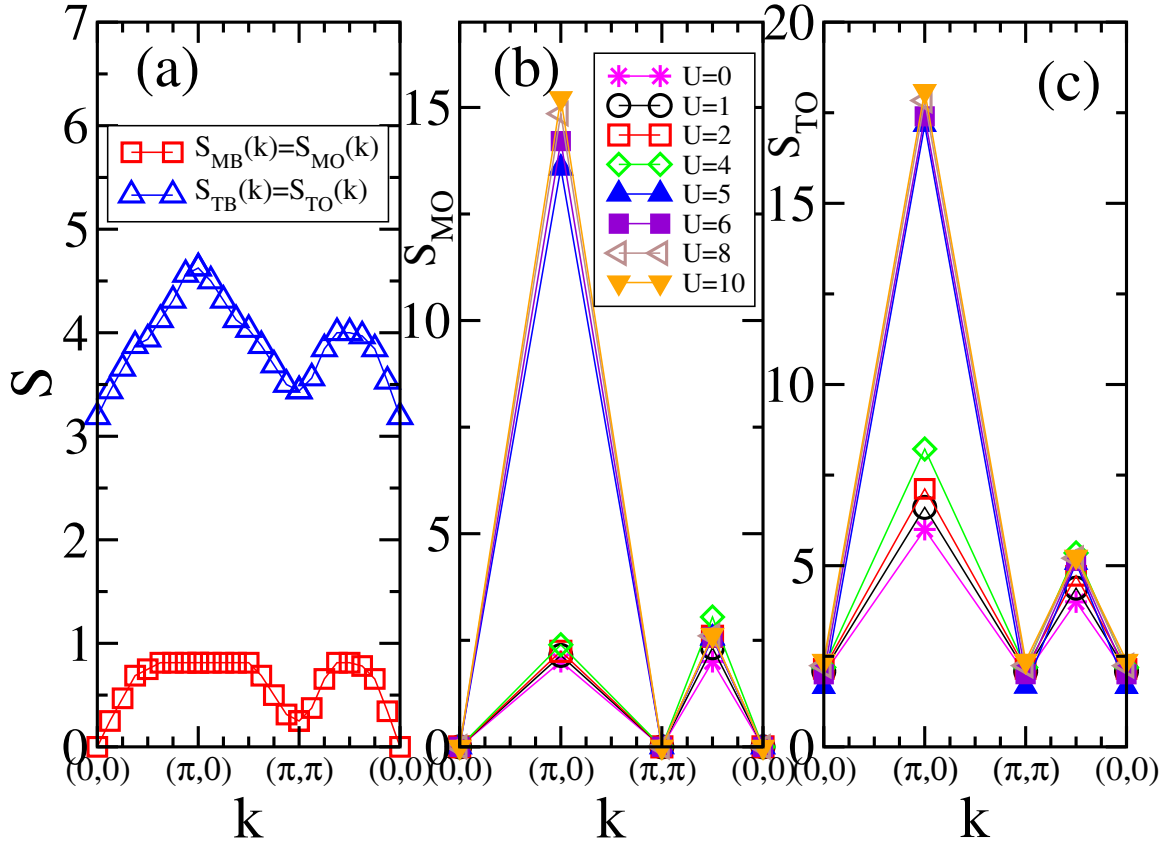 (a)
S_MB(k)=S_MO(k)
S_TB(k)=S_TO(k)
S
7
6
5
4
3
2
1
0
(0,0) (π,0) (π,π) (0,0)
k
(b)
U=0
U=1
U=2
U=4
U=5
U=6
U=8
U=10
S_MO
15
10
5
0
(0,0) (π,0) (π,π) (0,0)
k
(c)
S_TO
20
15
10
5
0
(0,0) (π,0) (π,π) (0,0)
k